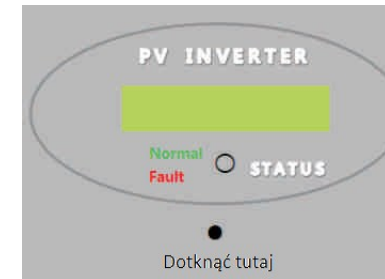 PV INVERTER
Normal
Fault
STATUS
Dotknąć tutaj